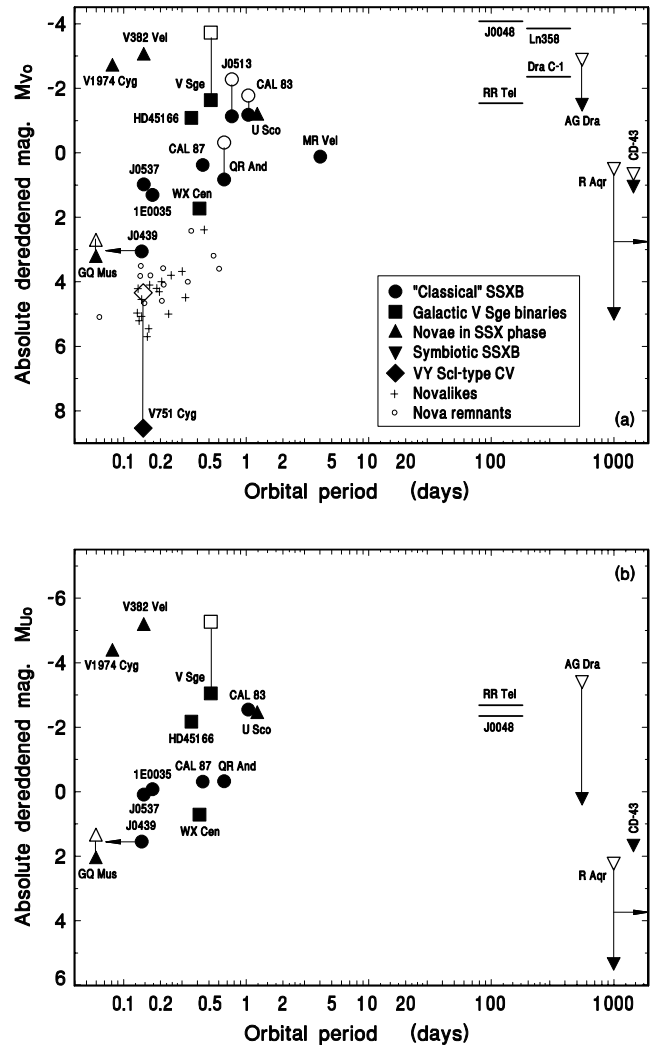 -4
-2
0
2
4
6
8
Absolute dereddened mag. Mv₀
V382 Vel
V1974 Cyg
V Sge
HD45166
J0513
CAL 83
U Sco
CAL 87
QR And
MR Vel
J0537
1E0035
WX Cen
J0439
GQ Mus
V751 Cyg
J0048
Ln358
Dra C-1
RR Tel
AG Dra
CD-43
R Aqr
"Classical" SSXB
Galactic V Sge binaries
Novae in SSX phase
Symbiotic SSXB
VY Scl-type CV
Novalikes
Nova remnants
(a)
0.1 0.2 0.5 1 2 5 10 20 100 1000
Orbital period (days)
(b)
-6
-4
-2
0
2
4
6
Absolute dereddened mag. Mu₀
V382 Vel
V1974 Cyg
V Sge
CAL 83
HD45166
U Sco
1E0035
CAL 87
QR And
J0537
WX Cen
J0439
GQ Mus
RR Tel
J0048
AG Dra
CD-43
R Aqr
0.1 0.2 0.5 1 2 5 10 20 100 1000
Orbital period (days)